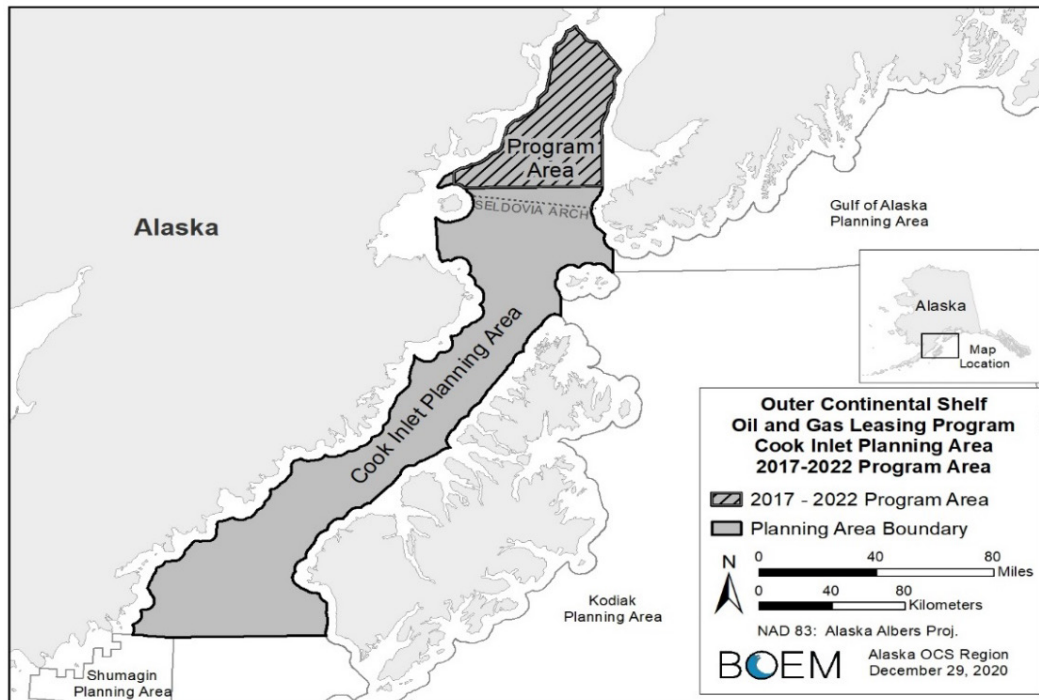 Program
Area
SELDOVIA ARCH
Alaska
Gulf of Alaska
Planning Area
Cook Inlet Planning Area
Alaska
Map
Location
Outer Continental Shelf
Oil and Gas Leasing Program
Cook Inlet Planning Area
2017-2022 Program Area
2017 - 2022 Program Area
Planning Area Boundary
N
0 40 80
Miles
0 40 80
Kilometers
NAD 83: Alaska Albers Proj.
BOEM
Alaska OCS Region
December 29, 2020
Kodiak
Planning Area
Shumagin
Planning Area